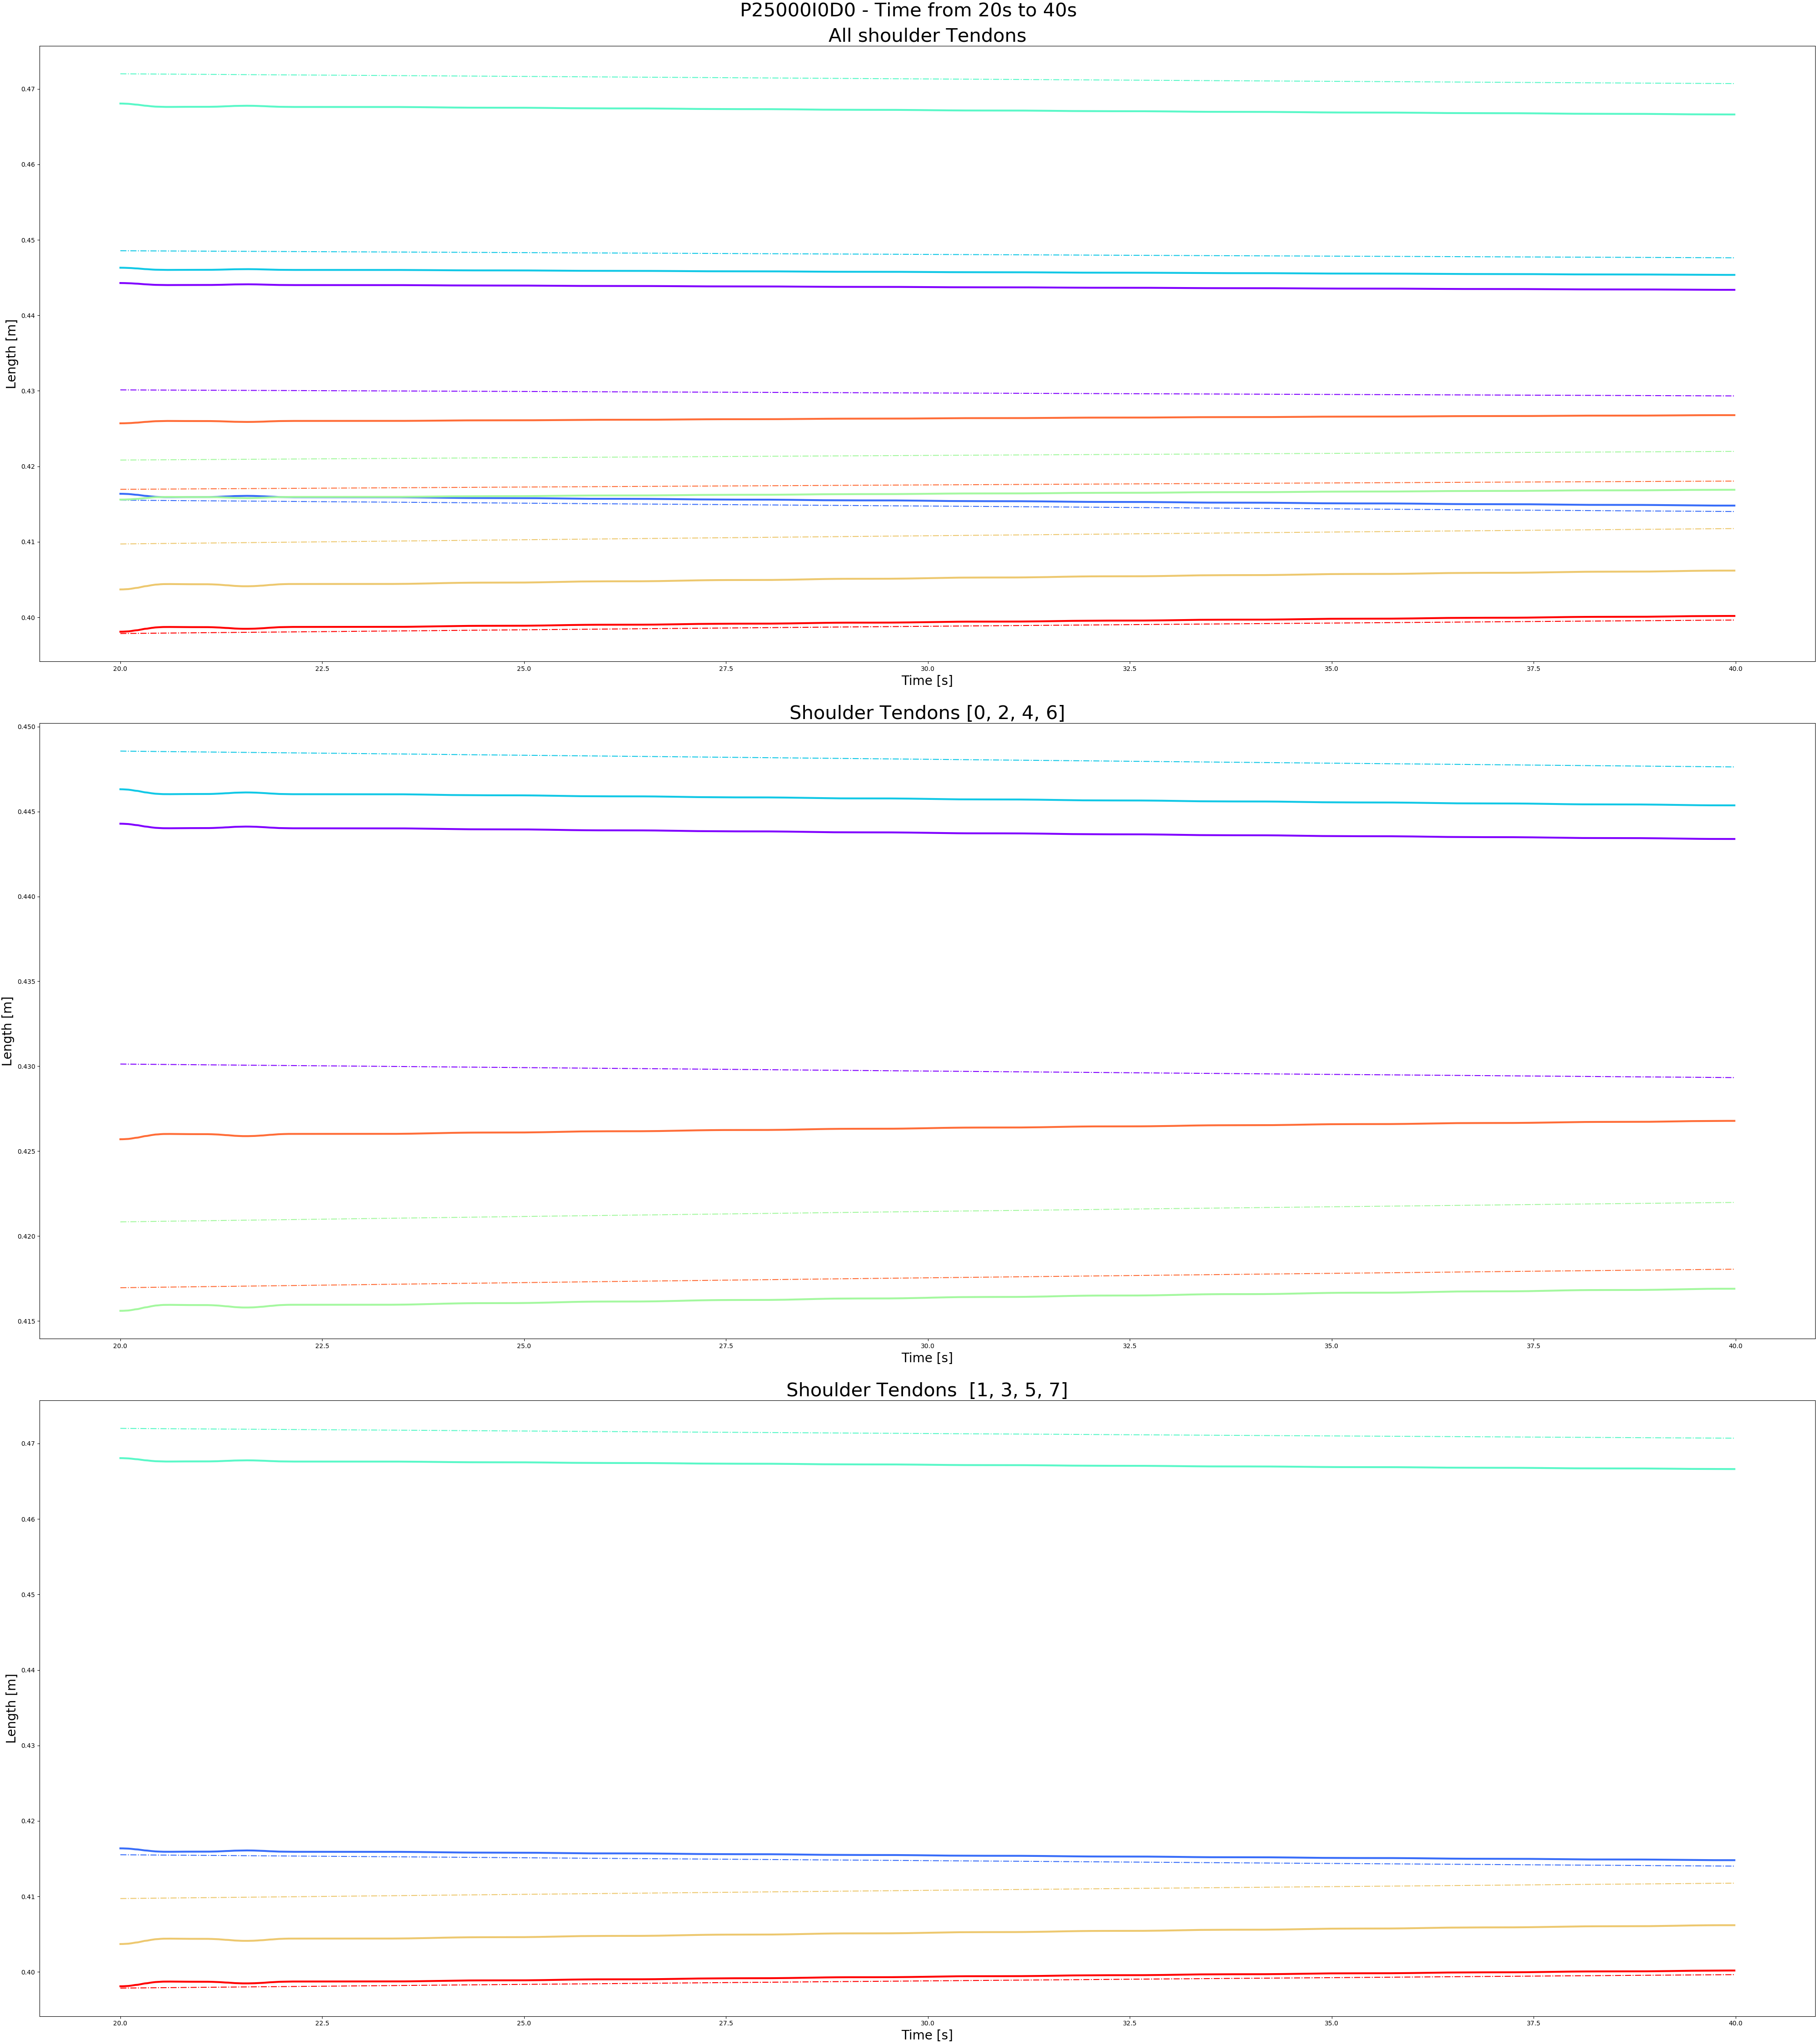 P25000I0D0 - Time from 20s to 40s
All shoulder Tendons
Length [m]
0.47
0.46
0.45
0.44
0.43
0.42
0.41
0.40
20.0 22.5 25.0 27.5 30.0 32.5 35.0 37.5 40.0
Time [s]
Shoulder Tendons [0, 2, 4, 6]
Length [m]
0.450
0.445
0.440
0.435
0.430
0.425
0.420
0.415
20.0 22.5 25.0 27.5 30.0 32.5 35.0 37.5 40.0
Time [s]
Shoulder Tendons  [1, 3, 5, 7]
Length [m]
0.47
0.46
0.45
0.44
0.43
0.42
0.41
0.40
20.0 22.5 25.0 27.5 30.0 32.5 35.0 37.5 40.0
Time [s]